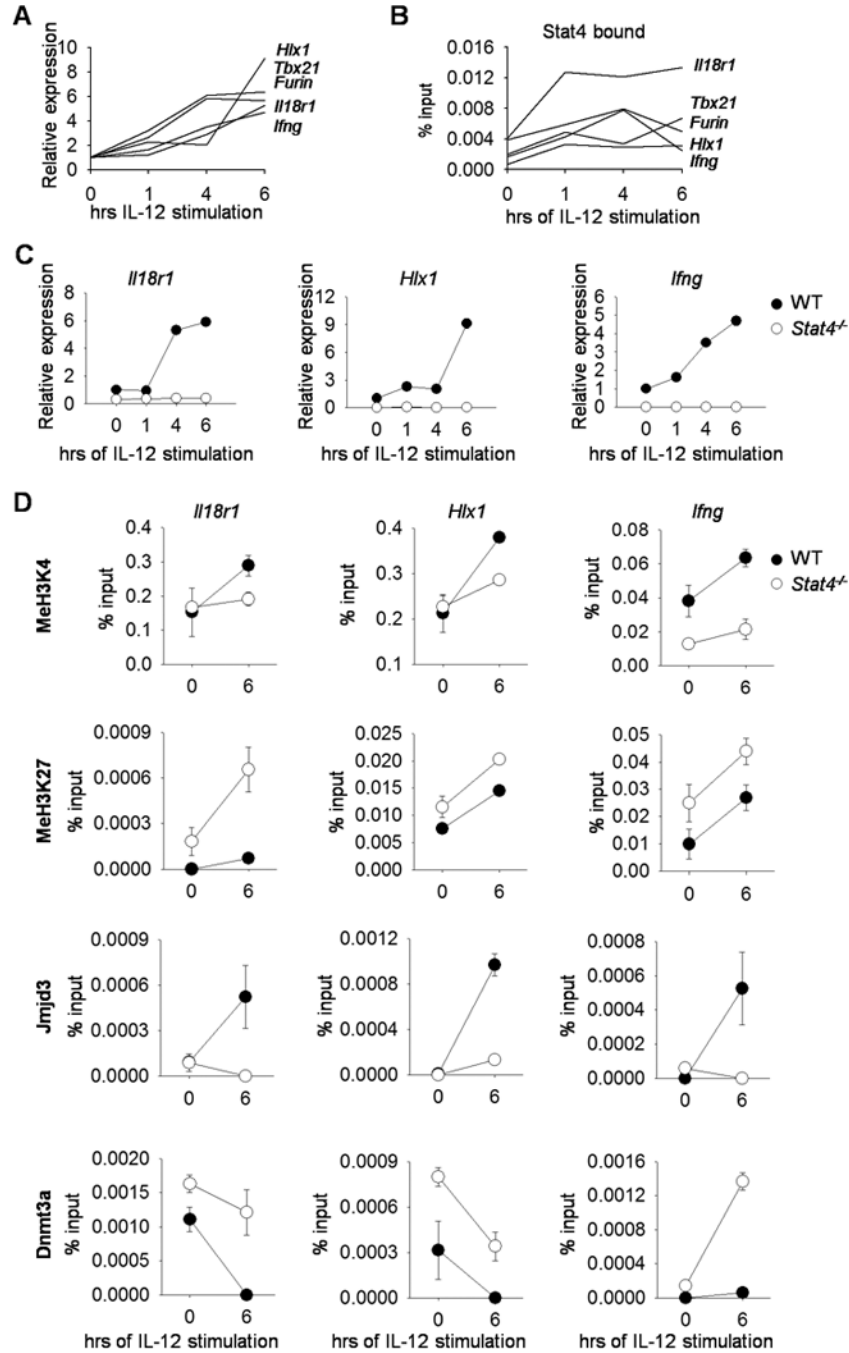 A
Relative expression
10
8
6
4
2
0
0 1 4 6
hrs IL-12 stimulation
Hlx1
Tbx21
Furin
Il18r1
Ifng
B
Stat4 bound
% input
0.016
0.012
0.008
0.004
0.000
0 1 4 6
hrs of IL-12 stimulation
Il18r1
Tbx21
Furin
Hlx1
Ifng
C
Il18r1
Relative expression
8
6
4
2
0
0 1 4 6
hrs of IL-12 stimulation
Hlx1
Relative expression
12
9
6
3
0
0 1 4 6
hrs of IL-12 stimulation
Ifng
Relative expression
6
5
4
3
2
1
0
0 1 4 6
hrs of IL-12 stimulation
WT
Stat4-/-
D
MeH3K4
Il18r1
% input
0.4
0.3
0.2
0.1
0.0
0 6
Hlx1
% input
0.4
0.3
0.2
0.1
0 6
Ifng
% input
0.08
0.06
0.04
0.02
0.00
0 6
WT
Stat4-/-
MeH3K27
% input
0.0009
0.0006
0.0003
0.0000
0 6
% input
0.025
0.020
0.015
0.010
0.005
0.000
0 6
% input
0.05
0.04
0.03
0.02
0.01
0.00
0 6
Jmjd3
% input
0.0009
0.0006
0.0003
0.0000
0 6
% input
0.0012
0.0008
0.0004
0.0000
0 6
% input
0.0008
0.0006
0.0004
0.0002
0.0000
0 6
Dnmt3a
% input
0.0020
0.0015
0.0010
0.0005
0.0000
0 6
hrs of IL-12 stimulation
% input
0.0009
0.0006
0.0003
0.0000
0 6
hrs of IL-12 stimulation
% input
0.0016
0.0012
0.0008
0.0004
0.0000
0 6
hrs of IL-12 stimulation